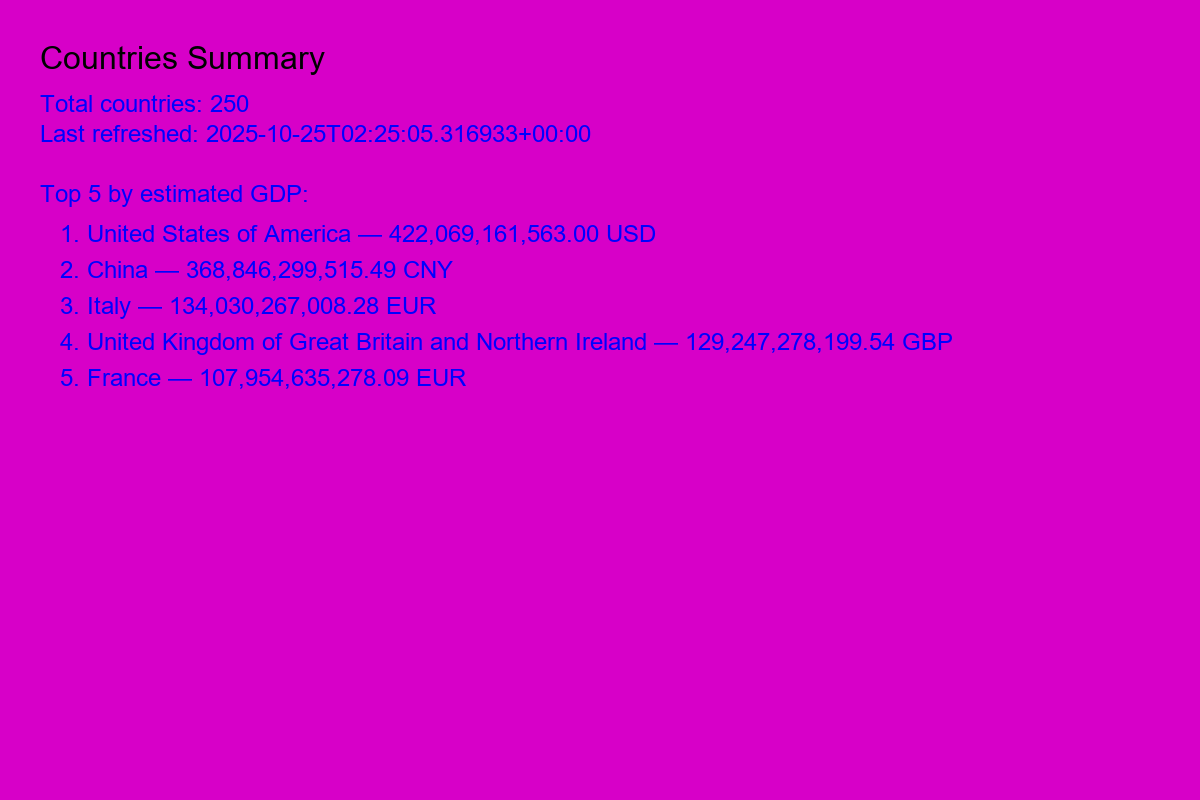 Countries Summary
Total countries: 250
Last refreshed: 2025-10-25T02:25:05.316933+00:00
Top 5 by estimated GDP:
1. United States of America — 422,069,161,563.00 USD
2. China — 368,846,299,515.49 CNY
3. Italy — 134,030,267,008.28 EUR
4. United Kingdom of Great Britain and Northern Ireland — 129,247,278,199.54 GBP
5. France — 107,954,635,278.09 EUR